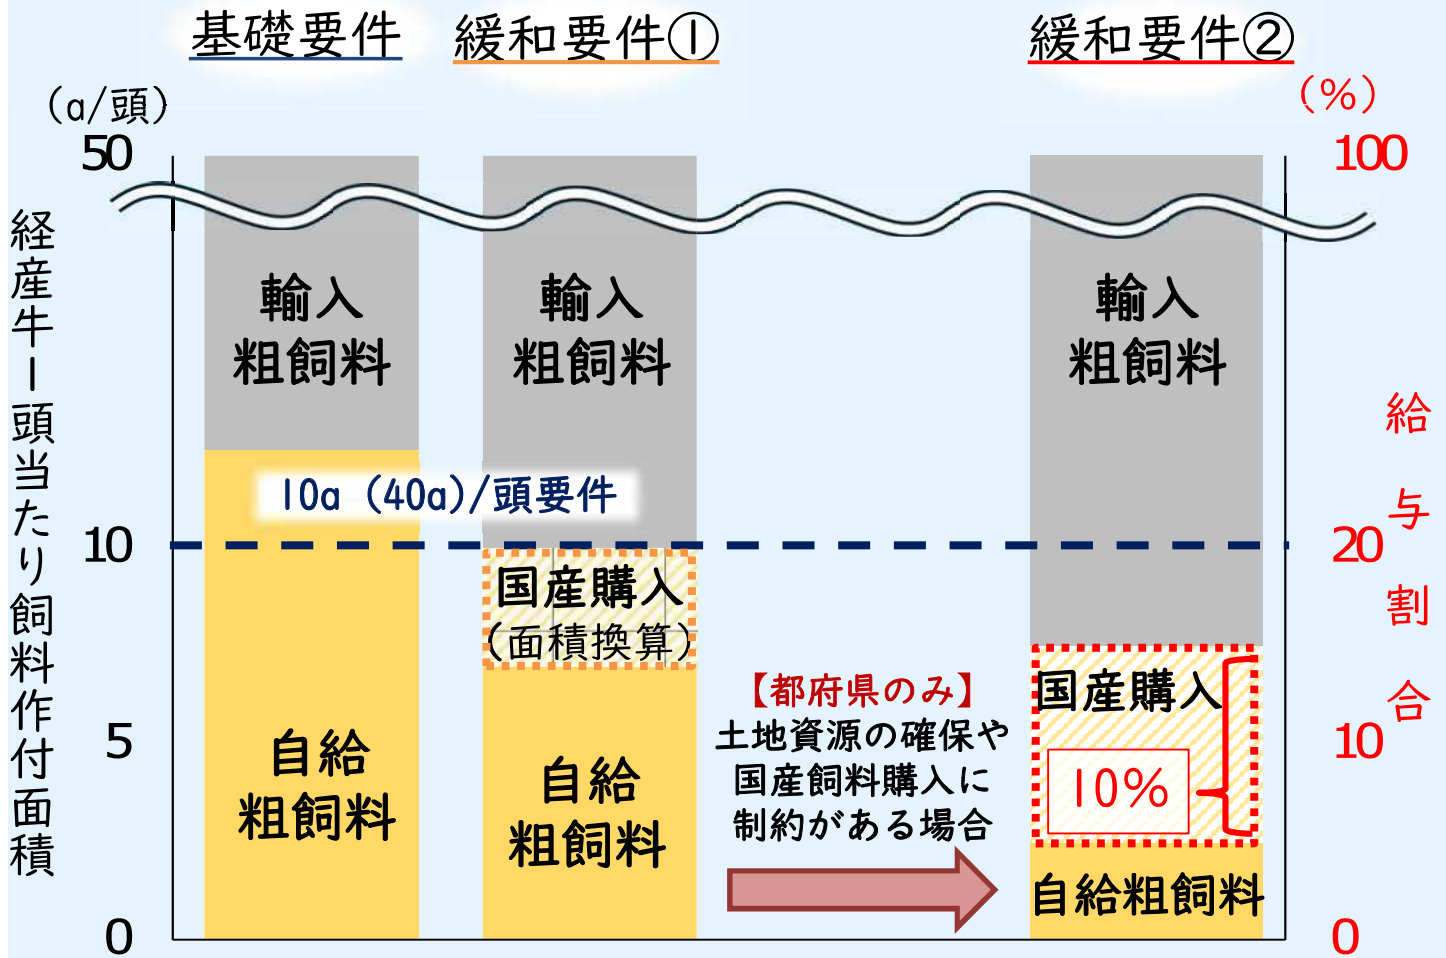 基礎要件
緩和要件①
緩和要件②
(a/頭)
(%)
50
100
経産牛1頭当たり飼料作付面積
輸入
粗飼料
輸入
粗飼料
輸入
粗飼料
給与割合
10a (40a)/頭要件
10
20
国産購入
(面積換算)
【都府県のみ】
土地資源の確保や
国産飼料購入に
制約がある場合
国産購入
10%
5
10
自給
粗飼料
自給
粗飼料
自給粗飼料
0
0